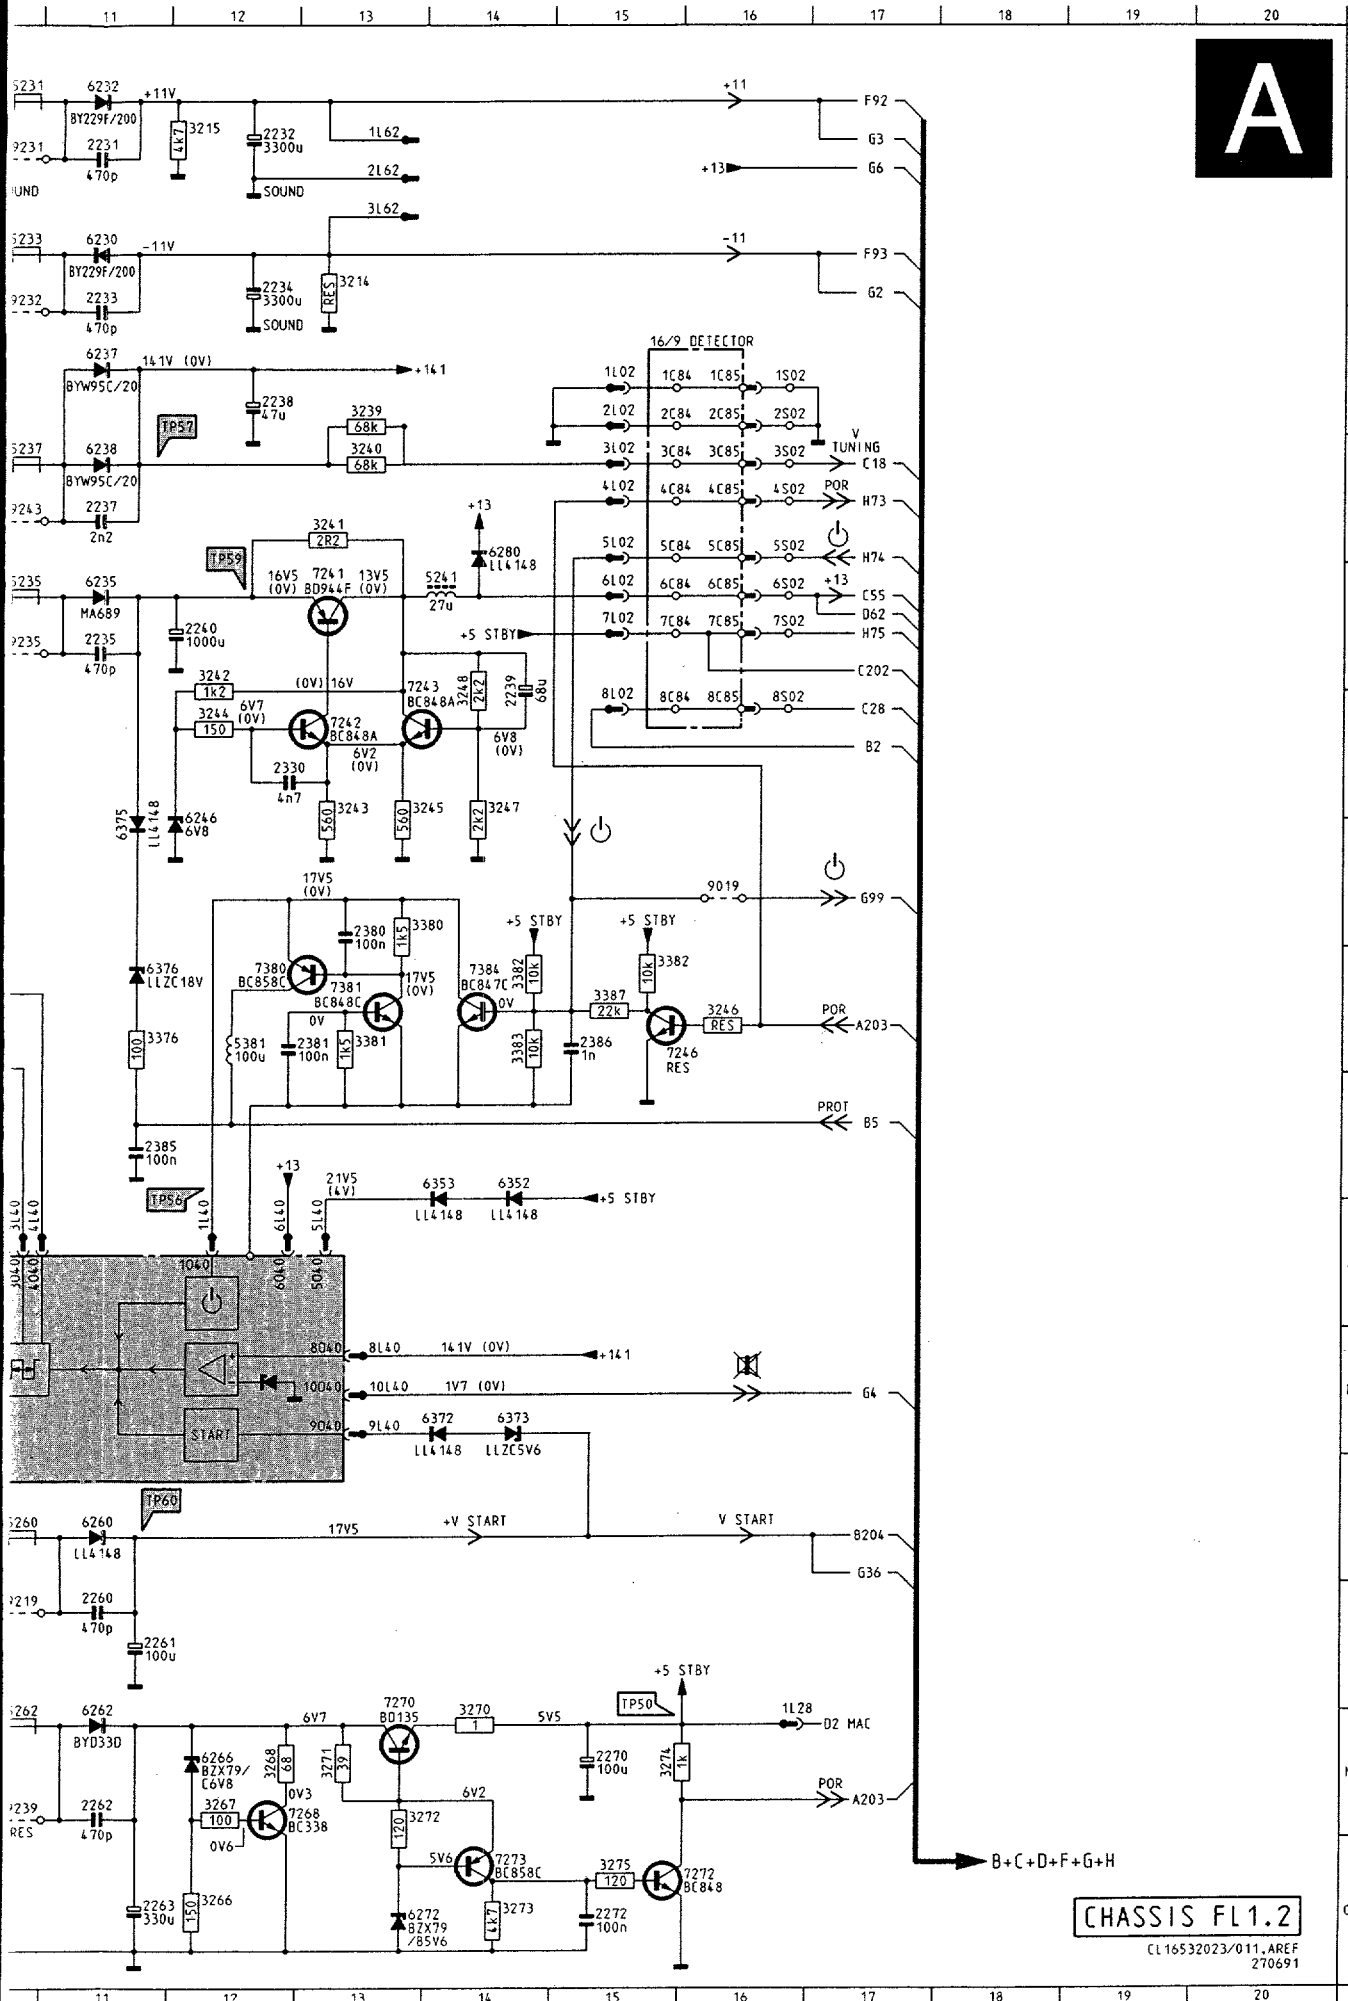 11 12 13 14 15 16 17 18 19 20
A
5231 6232 +11V +11 F92
BY229F/200 3215 4k7 2232 3300u 1L62 G3
9231 2231 470p 2L62 +13 G6
SOUND
3L62
5233 6230 -11V -11 F93
BY229F/200 2234 3300u RES 3214 G2
9232 2233 470p SOUND
16/9 DETECTOR
6237 141V (0V) +141
BYW95C/20 2238 47u
1L02 1C84 1C85 1S02
2L02 2C84 2C85 2S02
TP57 3239 68k
V TUNING
5237 6238 3240 68k 3L02 3C84 3C85 3S02 C18
BYW95C/20
4L02 4C84 4C85 4S02 POR H73
9243 2237 2n2
3241 2R2 +13
TP59 6280 LL4148
5L02 5C84 5C85 5S02 H74
16V5 (0V) 7241 BD944F 13V5 (0V) 5241 27u
5235 6235 MA689
6L02 6C84 6C85 6S02 +13 C55
D62
9235 2235 470p 2240 1000u
+5 STBY 7L02 7C84 7C85 7S02 H75
C202
3242 1k2 (0V) 16V 7243 BC848A 3248 2k2 2239 68u
8L02 8C84 8C85 8S02 C28
3244 150 6V7 (0V) 7242 BC848A 6V2 (0V) 6V8 (0V)
B2
2330 4n7
6375 LL4148 6246 6V8 560 3243 560 3245 2k2 3247
17V5 (0V)
9019 G99
2380 100n 1k5 3380 +5 STBY +5 STBY
6376 LLZC18V 7380 BC858C 7381 BC848C 17V5 (0V) 7384 BC847C 3382 10k 10k 3382
0V 0V 3387 22k 3246 RES POR A203
100 3376 5381 100u 2381 100n 1k5 3381 3383 10k 2386 1n 7246 RES
PROT B5
2385 100n
+13 21V5 (4V) 6353 LL4148 6352 LL4148 +5 STBY
TP56
3L40 4L40 1L40 6L40 5L40
3040 4040 1040 6040 5040
8040 8L40 141V (0V) +141
10040 10L40 1V7 (0V) G4
START 9040 9L40 6372 LL4148 6373 LLZC5V6
TP60
5260 6260 LL4148 17V5 +V START V START B204
G36
9219 2260 470p
2261 100u
+5 STBY
5262 6262 BYD33D 6V7 7270 BD135 3270 1 5V5 TP50 1L28 D2 MAC
6266 BZX79/ C6V8 3268 68 3271 39 2270 100u 3274 1k
0V3
9239 RES 2262 470p 3267 100 7268 BC338 6V2 POR A203
0V6 120 3272
5V6 7273 BC858C 3275 120 7272 BC848
B+C+D+F+G+H
2263 330u 150 3266 6272 BZX79 /B5V6 4k7 3273 2272 100n
CHASSIS FL1.2
CL16532023/011.AREF
270691
11 12 13 14 15 16 17 18 19 20